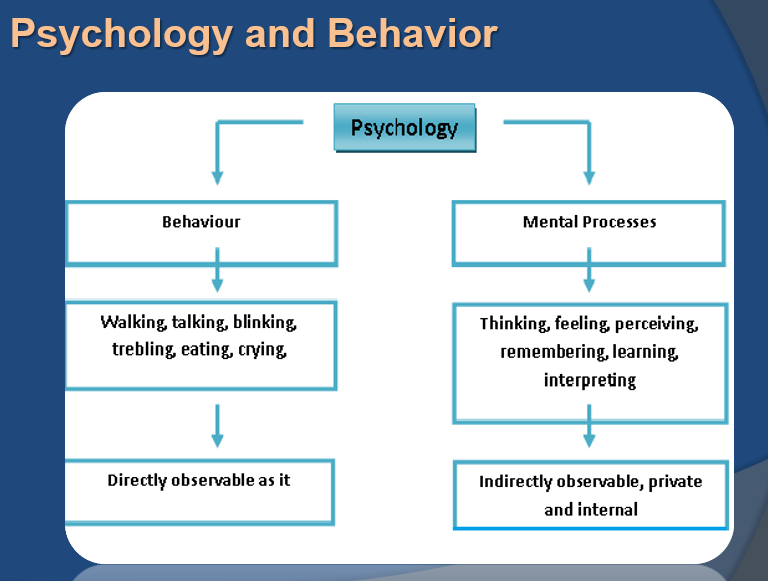 Psychology and Behavior
Psychology
Behaviour
Mental Processes
Walking, talking, blinking,
trebling, eating, crying,
Thinking, feeling, perceiving,
remembering, learning,
interpreting
Directly observable as it
Indirectly observable, private
and internal